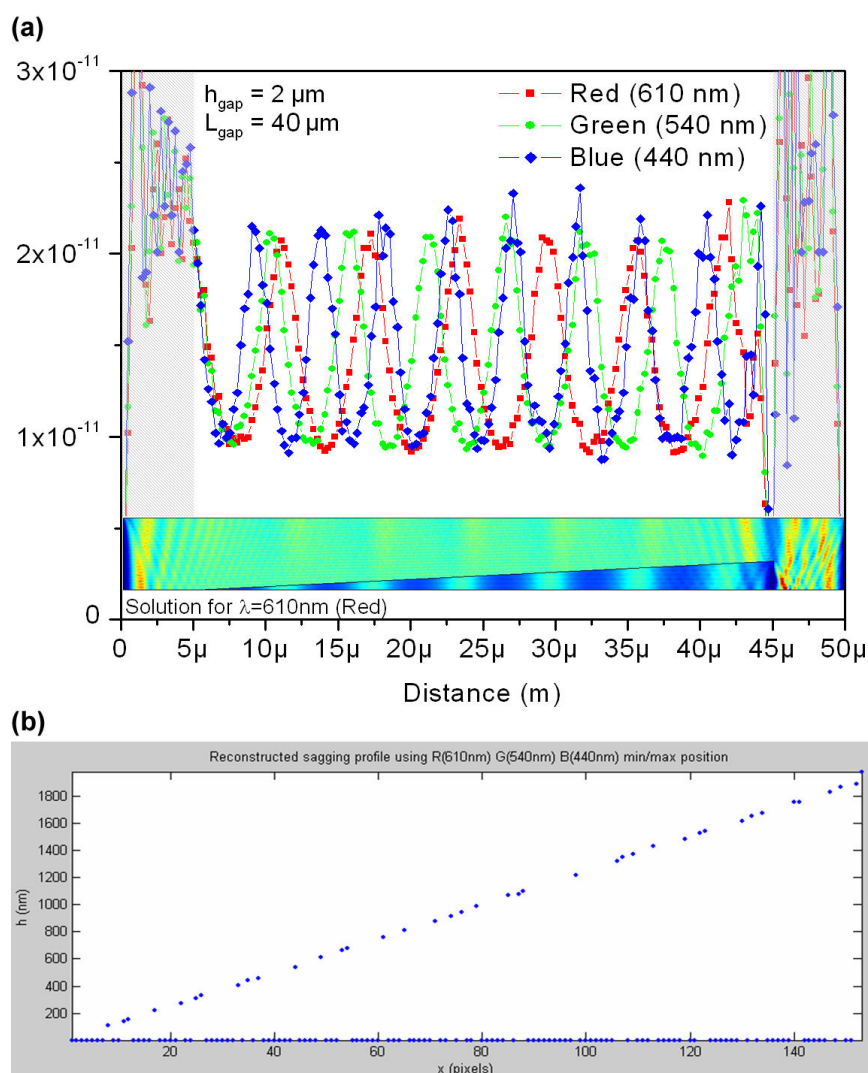 (a)
3x10⁻¹¹
2x10⁻¹¹
1x10⁻¹¹
0
h_gap = 2 µm
L_gap = 40 µm
Red (610 nm)
Green (540 nm)
Blue (440 nm)
Solution for λ=610nm (Red)
0 5µ 10µ 15µ 20µ 25µ 30µ 35µ 40µ 45µ 50µ
Distance (m)
(b)
Reconstructed sagging profile using R(610nm) G(540nm) B(440nm) min/max position
1800
1600
1400
1200
1000
800
600
400
200
h (nm)
20 40 60 80 100 120 140
x (pixels)